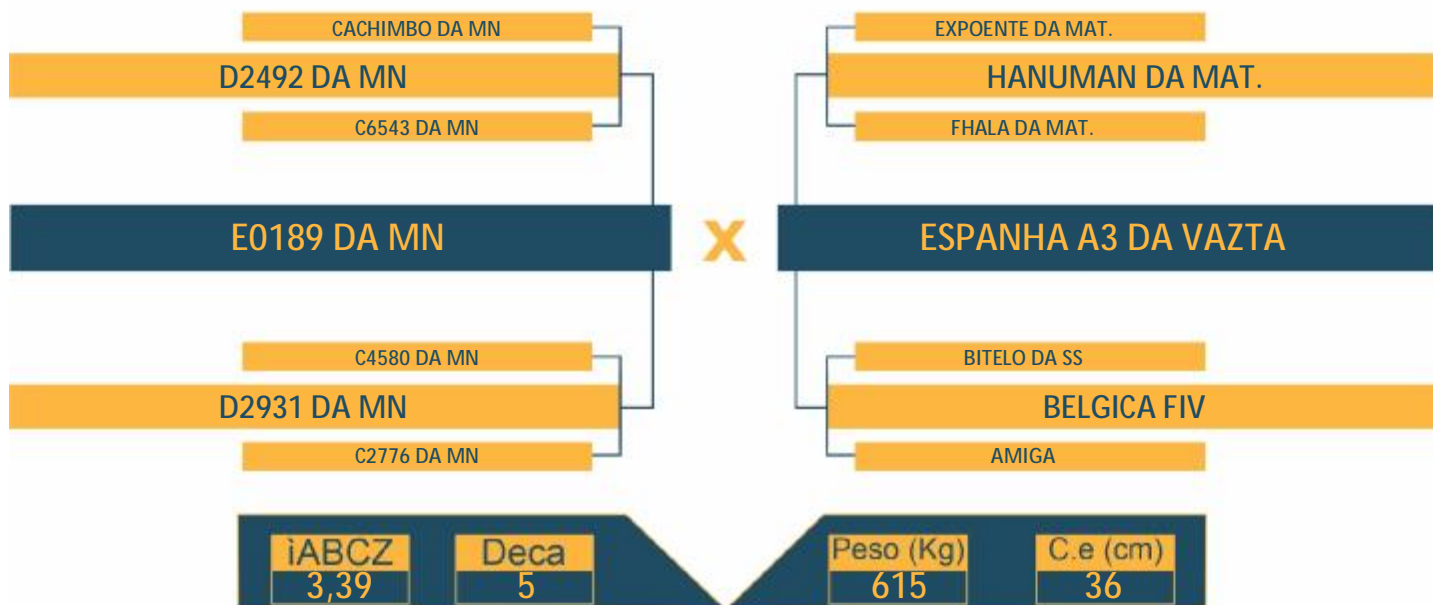 CACHIMBO DA MN
D2492 DA MN
C6543 DA MN
E0189 DA MN
C4580 DA MN
D2931 DA MN
C2776 DA MN
X
EXPOENTE DA MAT.
HANUMAN DA MAT.
FHALA DA MAT.
ESPANHA A3 DA VAZTA
BITELO DA SS
BELGICA FIV
AMIGA
iABCZ
3,39
Deca
5
Peso (Kg)
615
C.e (cm)
36